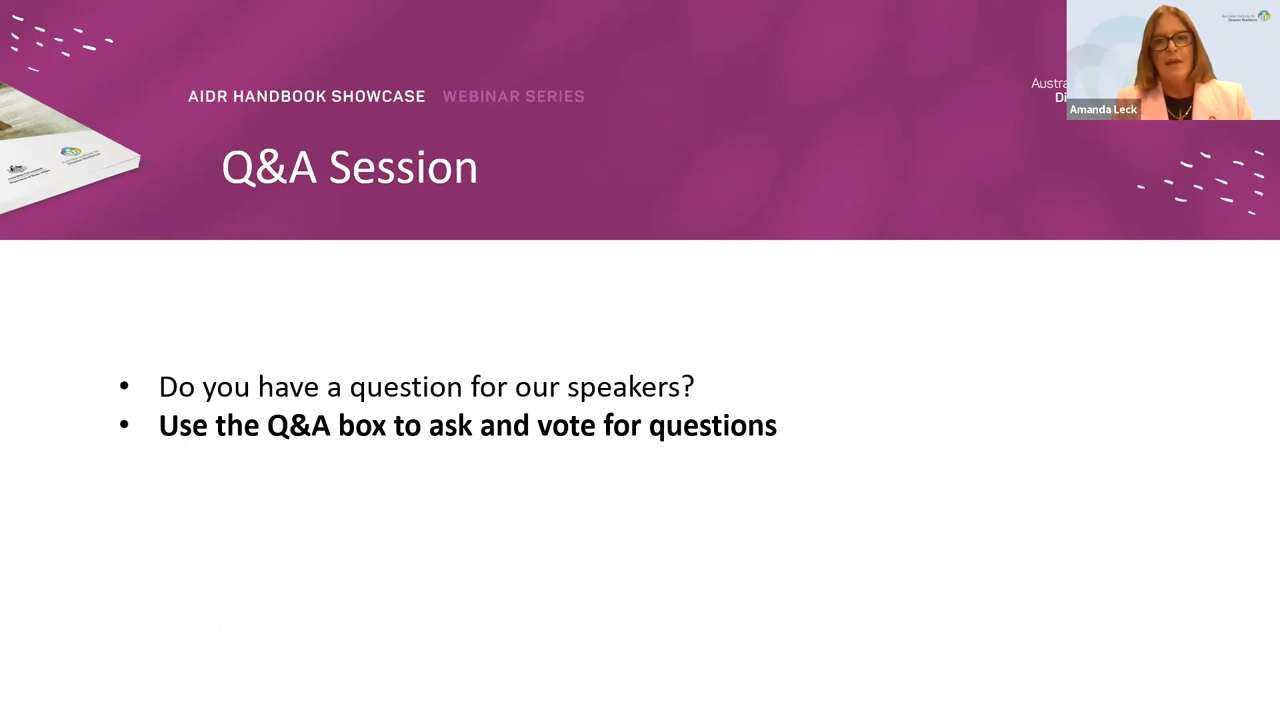 AIDR HANDBOOK SHOWCASE WEBINAR SERIES
Q&A Session
Amanda Leck
• Do you have a question for our speakers?
• Use the Q&A box to ask and vote for questions